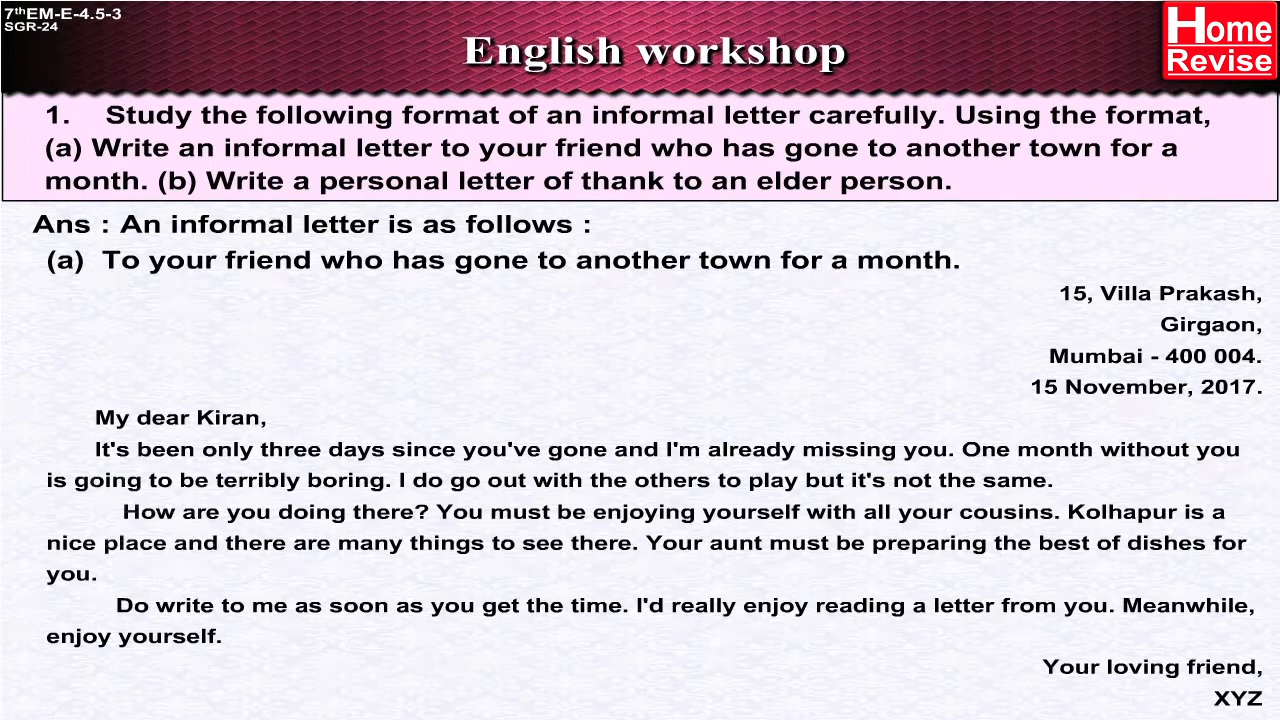 7thEM-E-4.5-3
SGR-24
English workshop
Home
Revise
1. Study the following format of an informal letter carefully. Using the format,
(a) Write an informal letter to your friend who has gone to another town for a
month. (b) Write a personal letter of thank to an elder person.
Ans : An informal letter is as follows :
(a) To your friend who has gone to another town for a month.
15, Villa Prakash,
Girgaon,
Mumbai - 400 004.
15 November, 2017.
My dear Kiran,
It's been only three days since you've gone and I'm already missing you. One month without you
is going to be terribly boring. I do go out with the others to play but it's not the same.
How are you doing there? You must be enjoying yourself with all your cousins. Kolhapur is a
nice place and there are many things to see there. Your aunt must be preparing the best of dishes for
you.
Do write to me as soon as you get the time. I'd really enjoy reading a letter from you. Meanwhile,
enjoy yourself.
Your loving friend,
XYZ